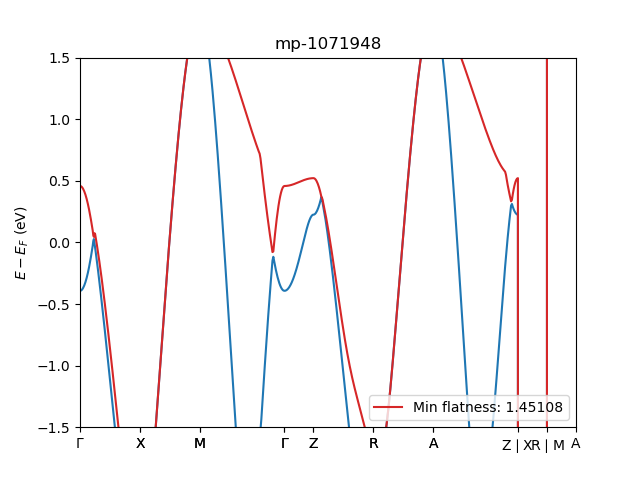 mp-1071948
E − E_F (eV)
1.5
1.0
0.5
0.0
−0.5
−1.0
−1.5
Min flatness: 1.45108
Γ X M Γ Z R A Z | XR | M A